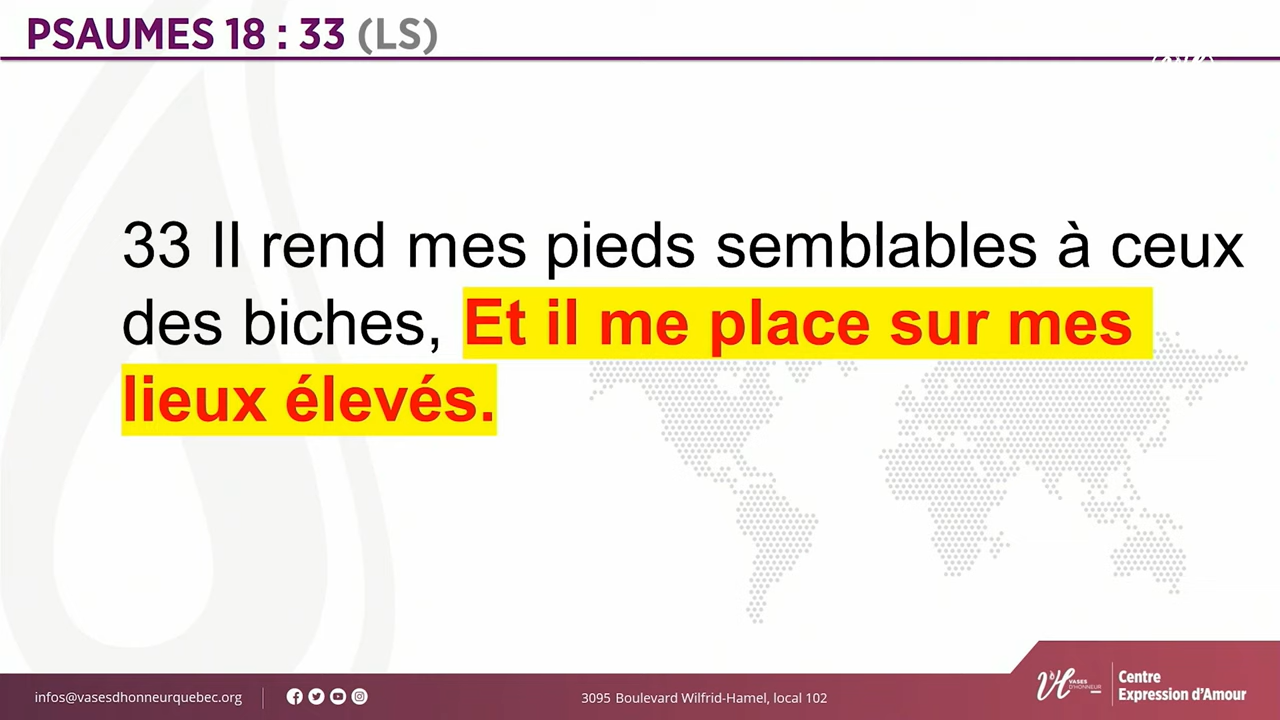 PSAUMES 18 : 33 (LS)
33 Il rend mes pieds semblables à ceux
des biches, Et il me place sur mes
lieux élevés.
infos@vasesdhonneurquebec.org
3095 Boulevard Wilfrid-Hamel, local 102
VASES
D'HONNEUR
Centre
Expression d'Amour